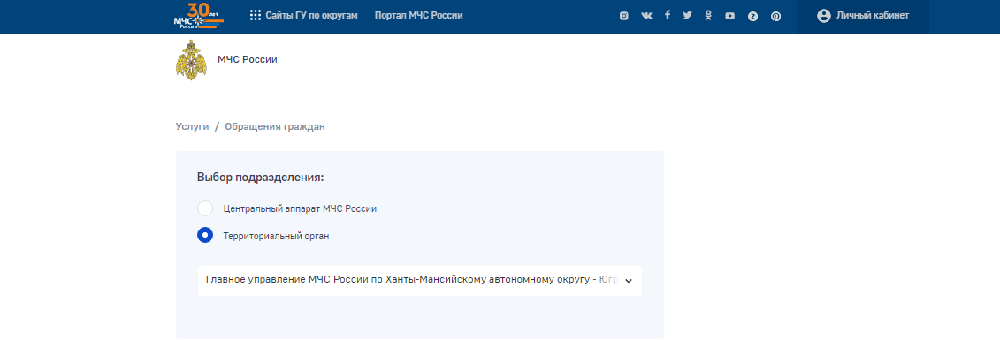 30 лет
МЧС
России
Сайты ГУ по округам
Портал МЧС России
Личный кабинет
МЧС России
Услуги / Обращения граждан
Выбор подразделения:
Центральный аппарат МЧС России
Территориальный орган
Главное управление МЧС России по Ханты-Мансийскому автономному округу - Югр